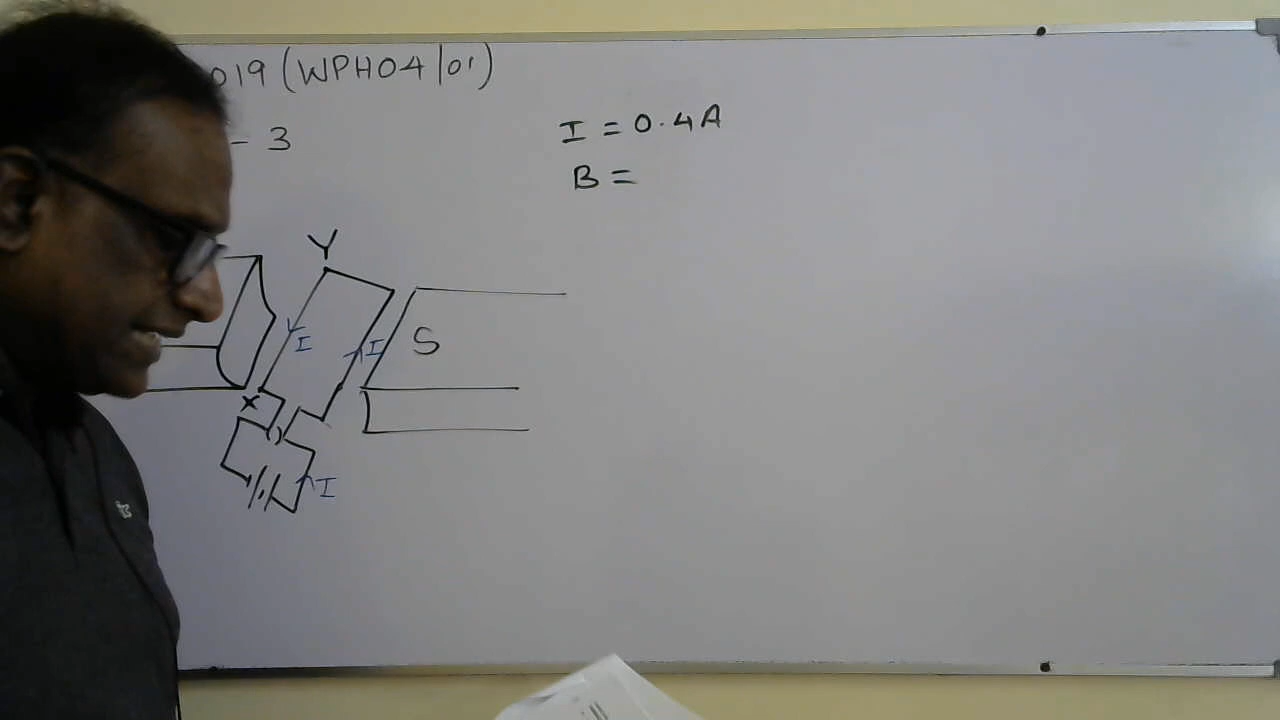 019 (WPH04/01)
- 3
I = 0.4A
B =
Y
I
I
S
X
I